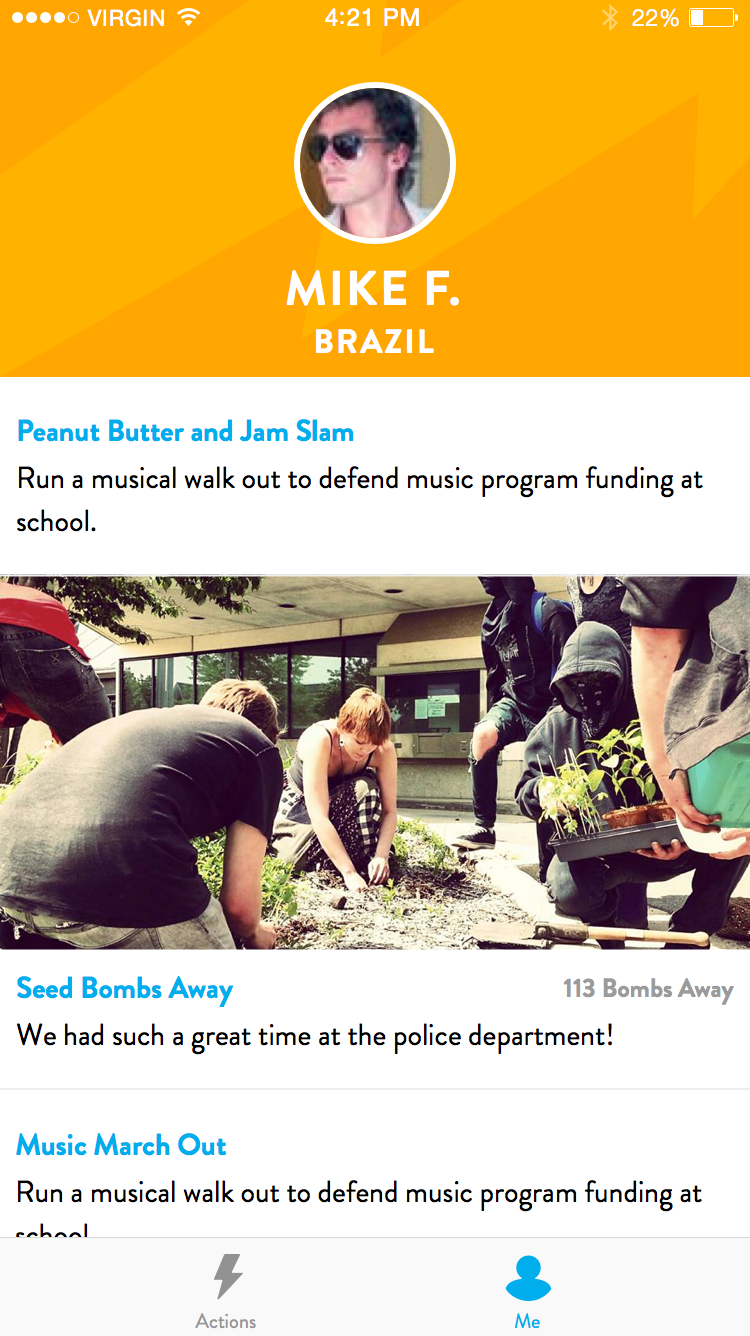 VIRGIN 4:21 PM 22%
MIKE F.
BRAZIL
Peanut Butter and Jam Slam
Run a musical walk out to defend music program funding at
school.
Seed Bombs Away 113 Bombs Away
We had such a great time at the police department!
Music March Out
Run a musical walk out to defend music program funding at
school
Actions Me